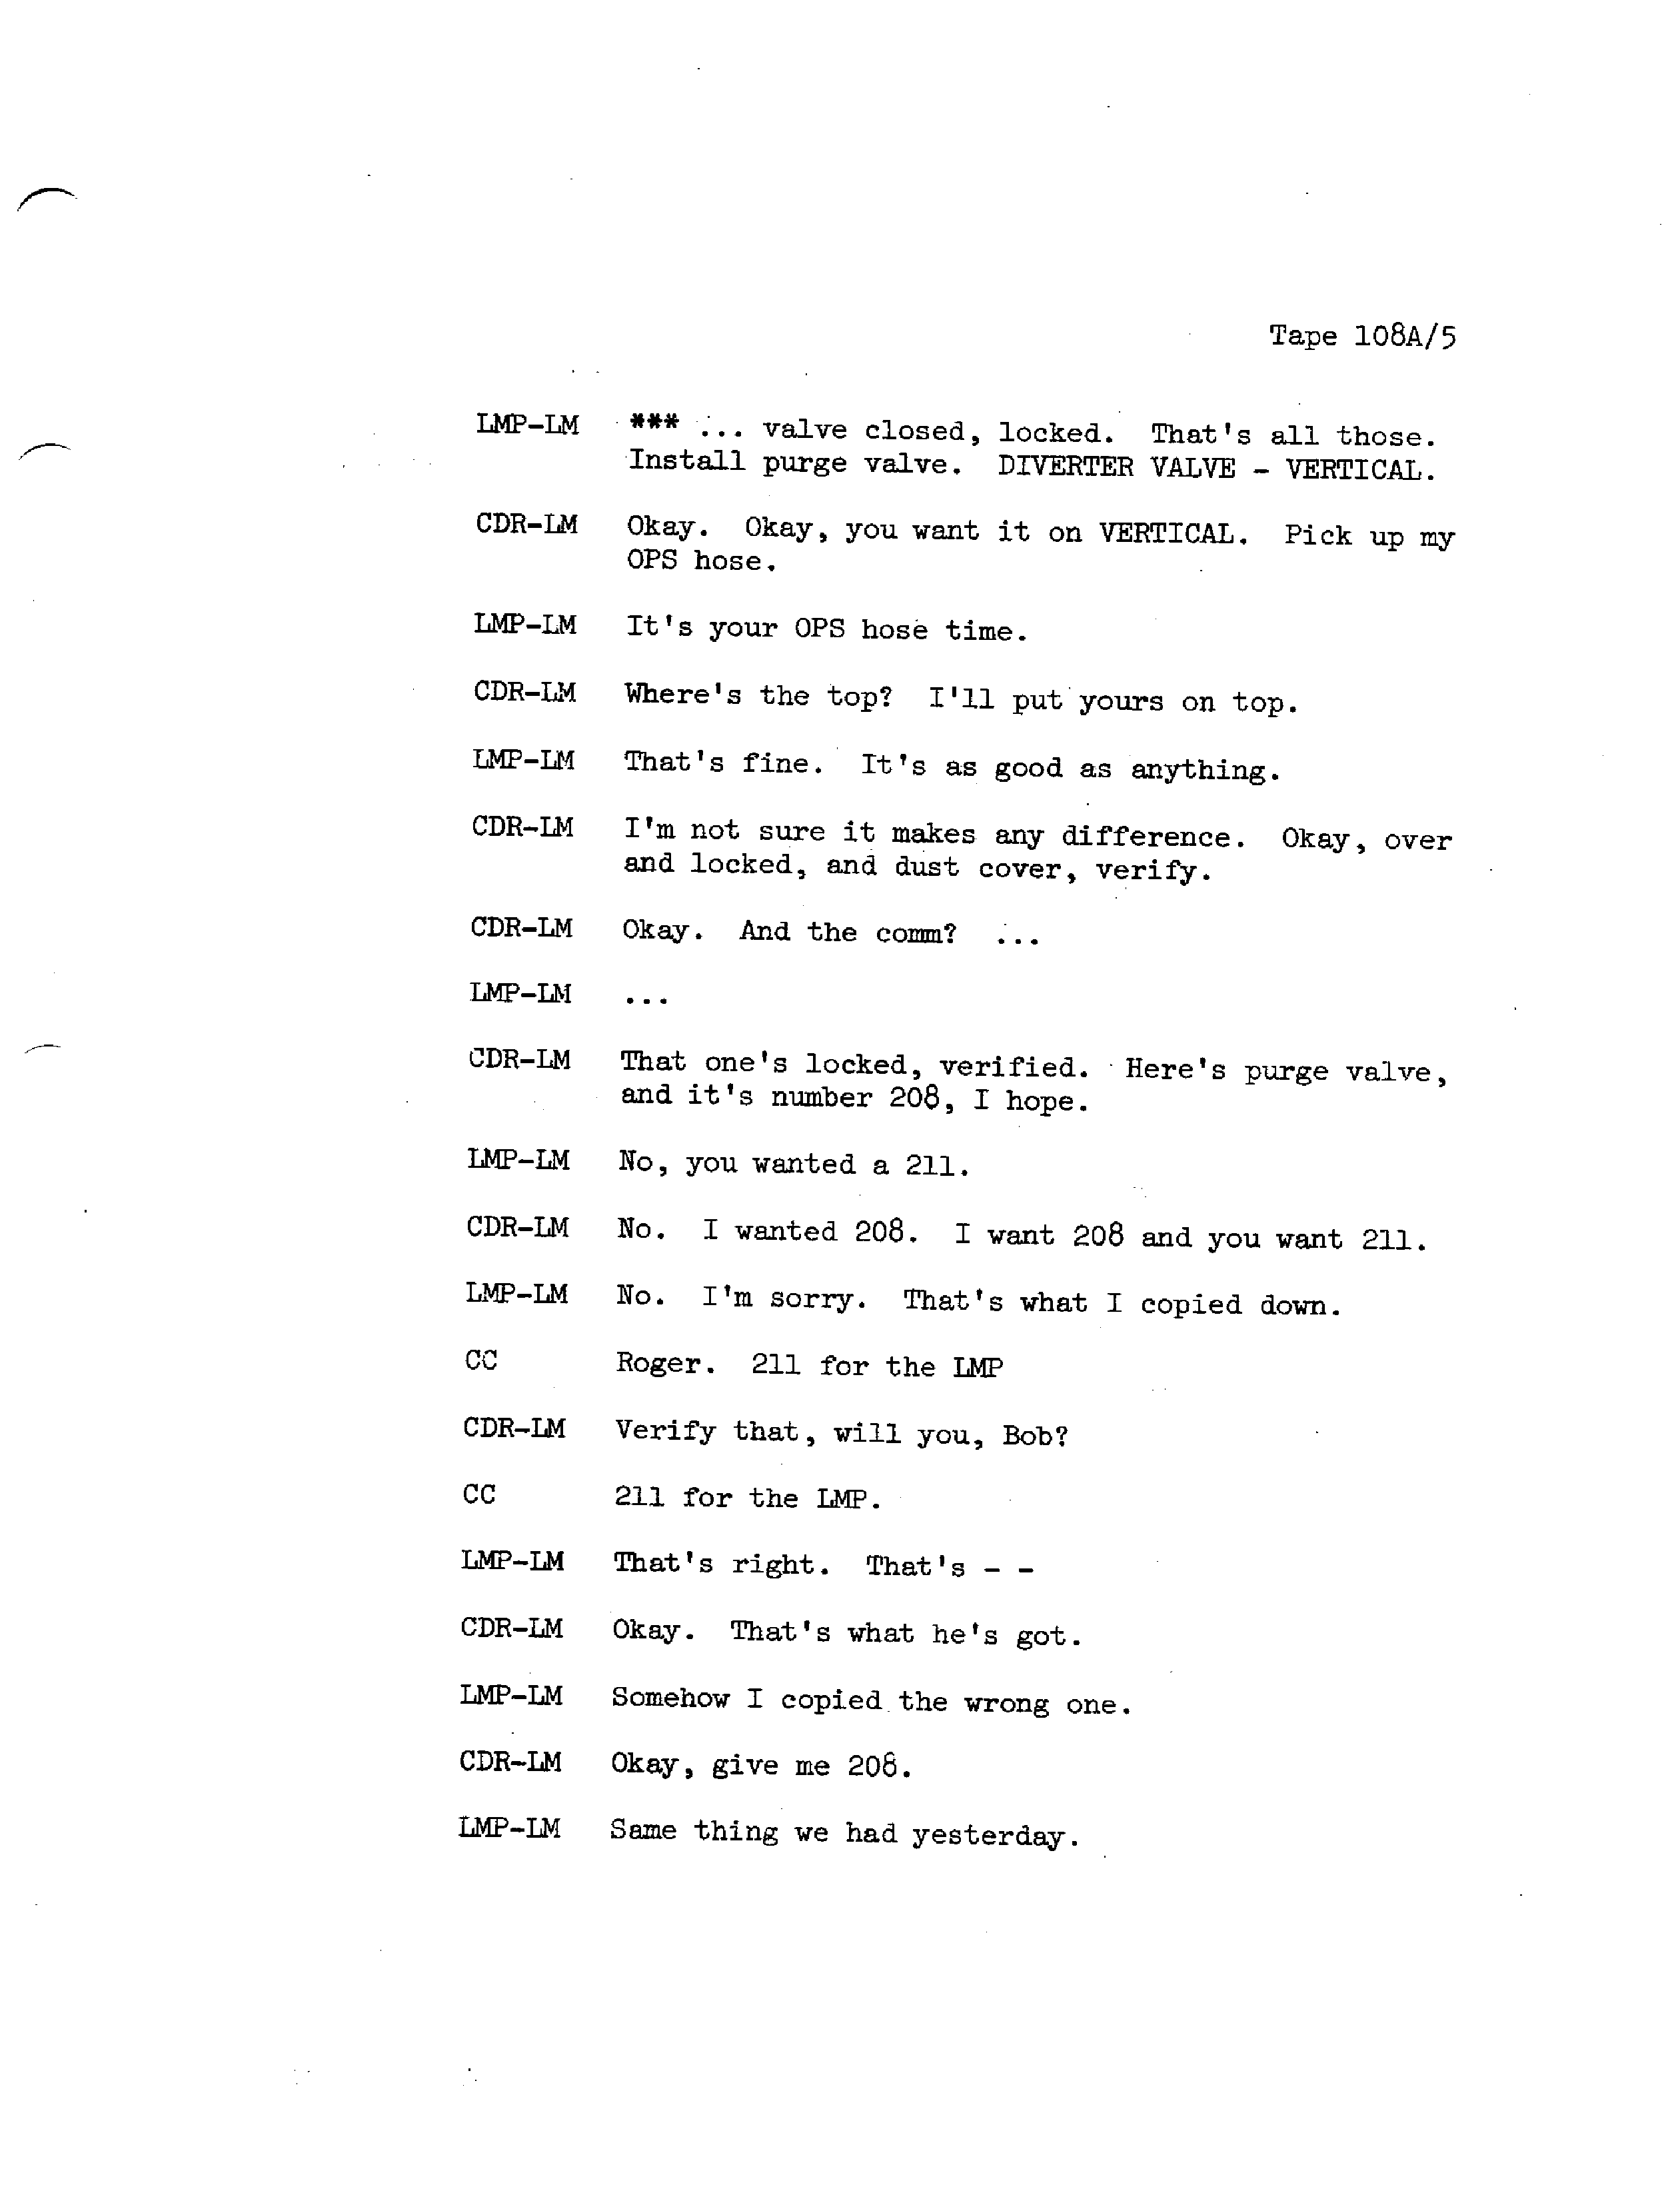 Tape 108A/5
LMP-LM *** ... valve closed, locked. That's all those.
Install purge valve. DIVERTER VALVE - VERTICAL.
CDR-LM Okay. Okay, you want it on VERTICAL. Pick up my
OPS hose.
LMP-LM It's your OPS hose time.
CDR-LM Where's the top? I'll put yours on top.
LMP-LM That's fine. It's as good as anything.
CDR-LM I'm not sure it makes any difference. Okay, over
and locked, and dust cover, verify.
CDR-LM Okay. And the comm? ...
LMP-LM ...
CDR-LM That one's locked, verified. Here's purge valve,
and it's number 208, I hope.
LMP-LM No, you wanted a 211.
CDR-LM No. I wanted 208. I want 208 and you want 211.
LMP-LM No. I'm sorry. That's what I copied down.
CC Roger. 211 for the LMP
CDR-LM Verify that, will you, Bob?
CC 211 for the LMP.
LMP-LM That's right. That's - -
CDR-LM Okay. That's what he's got.
LMP-LM Somehow I copied the wrong one.
CDR-LM Okay, give me 208.
LMP-LM Same thing we had yesterday.